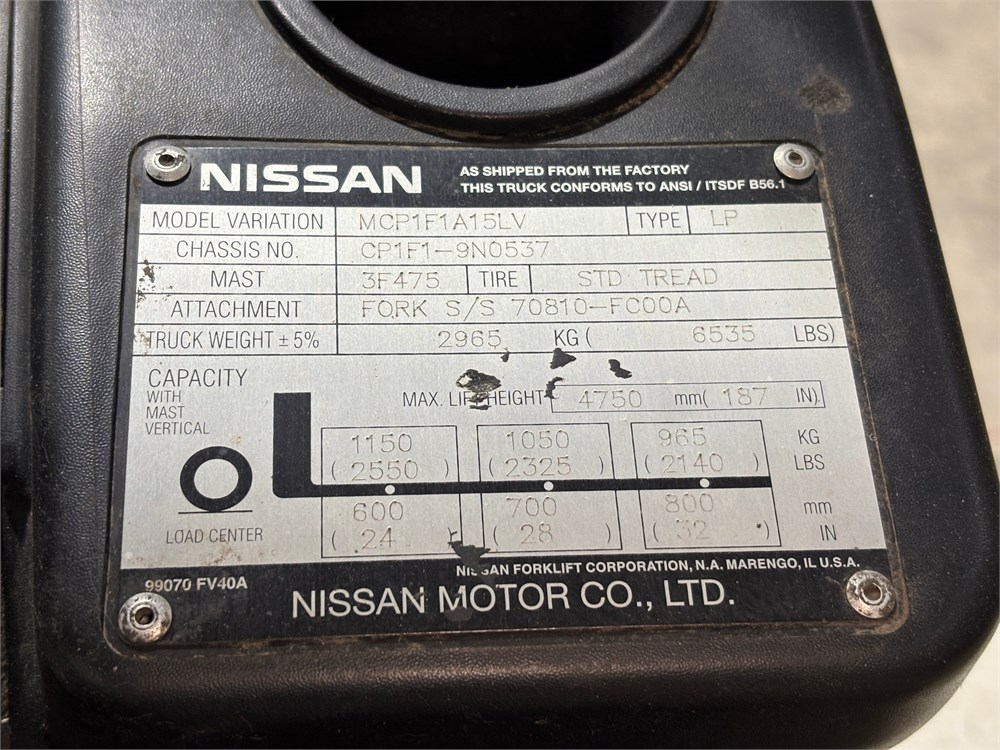 NISSAN
AS SHIPPED FROM THE FACTORY
THIS TRUCK CONFORMS TO ANSI / ITSDF B56.1
MODEL VARIATION MCP1F1A15LV TYPE LP
CHASSIS NO. CP1F1-9N0537
MAST 3F475 TIRE STD TREAD
ATTACHMENT FORK S/S 70810-FC00A
TRUCK WEIGHT ± 5% 2965 KG ( 6535 LBS)
CAPACITY
WITH
MAST
VERTICAL
MAX. LIFT HEIGHT 4750 mm( 187 IN)
1150 1050 965 KG
( 2550 ) ( 2325 ) ( 2140 ) LBS
600 700 800 mm
LOAD CENTER ( 24 ) ( 28 ) ( 32 ) IN
NISSAN FORKLIFT CORPORATION, N.A. MARENGO, IL U.S.A.
99070 FV40A
NISSAN MOTOR CO., LTD.